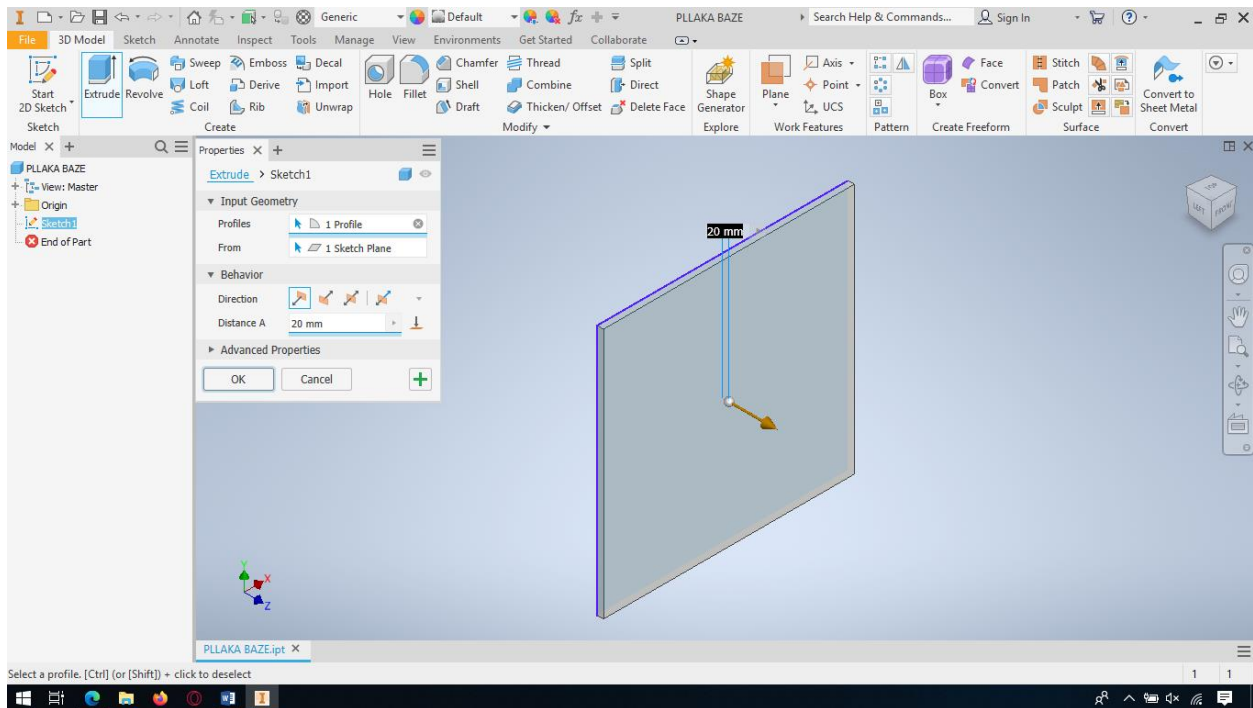 Generic
Default
fx
PLLAKA BAZE
Search Help & Commands...
Sign In
File 3D Model Sketch Annotate Inspect Tools Manage View Environments Get Started Collaborate
Start
2D Sketch
Extrude
Revolve
Sweep Emboss Decal
Loft Derive Import
Coil Rib Unwrap
Hole
Fillet
Chamfer Thread Split
Shell Combine Direct
Draft Thicken/ Offset Delete Face
Shape
Generator
Plane
Axis
Point
UCS
Box
Face
Convert
Stitch
Patch
Sculpt
Convert to
Sheet Metal
Sketch Create Modify Explore Work Features Pattern Create Freeform Surface Convert
Model
PLLAKA BAZE
View: Master
Origin
Sketch1
End of Part
Properties
Extrude > Sketch1
Input Geometry
Profiles 1 Profile
From 1 Sketch Plane
Behavior
Direction
Distance A 20 mm
Advanced Properties
OK Cancel
20 mm
TOP
LEFT FRONT
Y
X
Z
PLLAKA BAZE.ipt
Select a profile. [Ctrl] (or [Shift]) + click to deselect
1 1